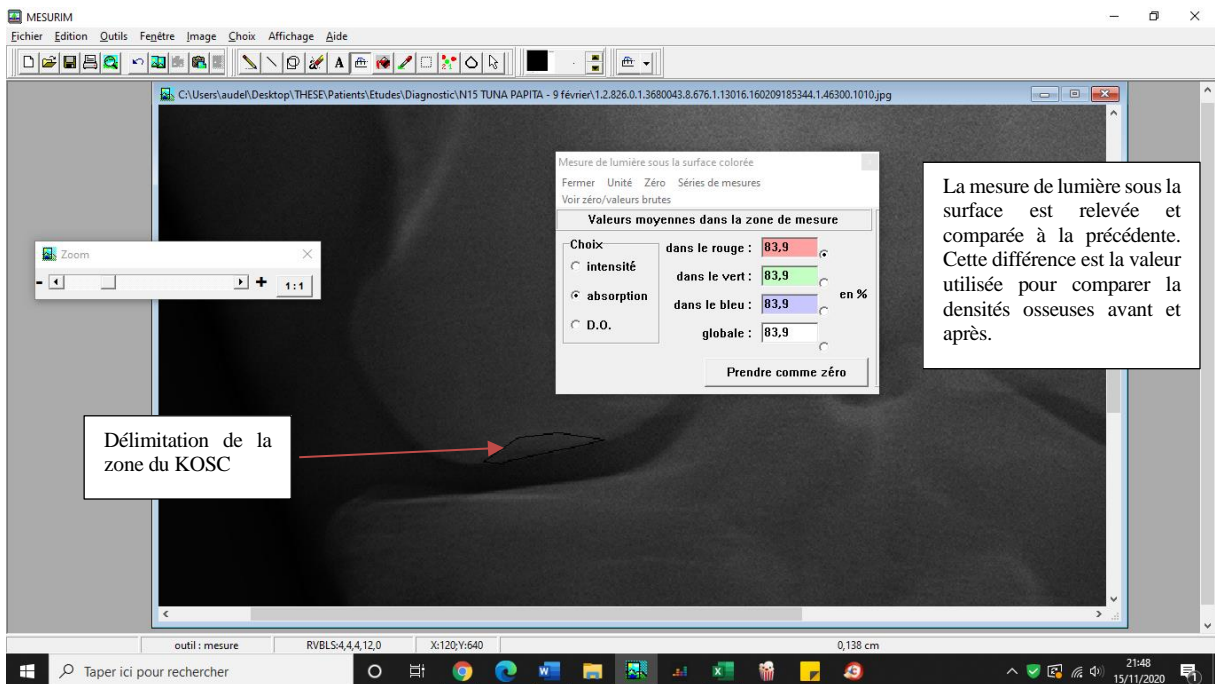 MESURIM
Fichier Edition Outils Fenêtre Image Choix Affichage Aide
C:\Users\audel\Desktop\THESE\Patients\Etudes\Diagnostic\N15 TUNA PAPITA - 9 février\1.2.826.0.1.3680043.8.676.1.13016.160209185344.1.46300.1010.jpg
Mesure de lumière sous la surface colorée
Fermer Unité Zéro Séries de mesures
Voir zéro/valeurs brutes
Valeurs moyennes dans la zone de mesure
Choix
intensité
absorption
D.O.
dans le rouge : 83,9
dans le vert : 83,9
dans le bleu : 83,9
globale : 83,9
en %
Prendre comme zéro
La mesure de lumière sous la
surface est relevée et
comparée à la précédente.
Cette différence est la valeur
utilisée pour comparer la
densités osseuses avant et
après.
Zoom
- + 1:1
Délimitation de la
zone du KOSC
outil : mesure RVBLS:4,4,4,12,0 X:120;Y:640 0,138 cm
Taper ici pour rechercher
21:48
15/11/2020